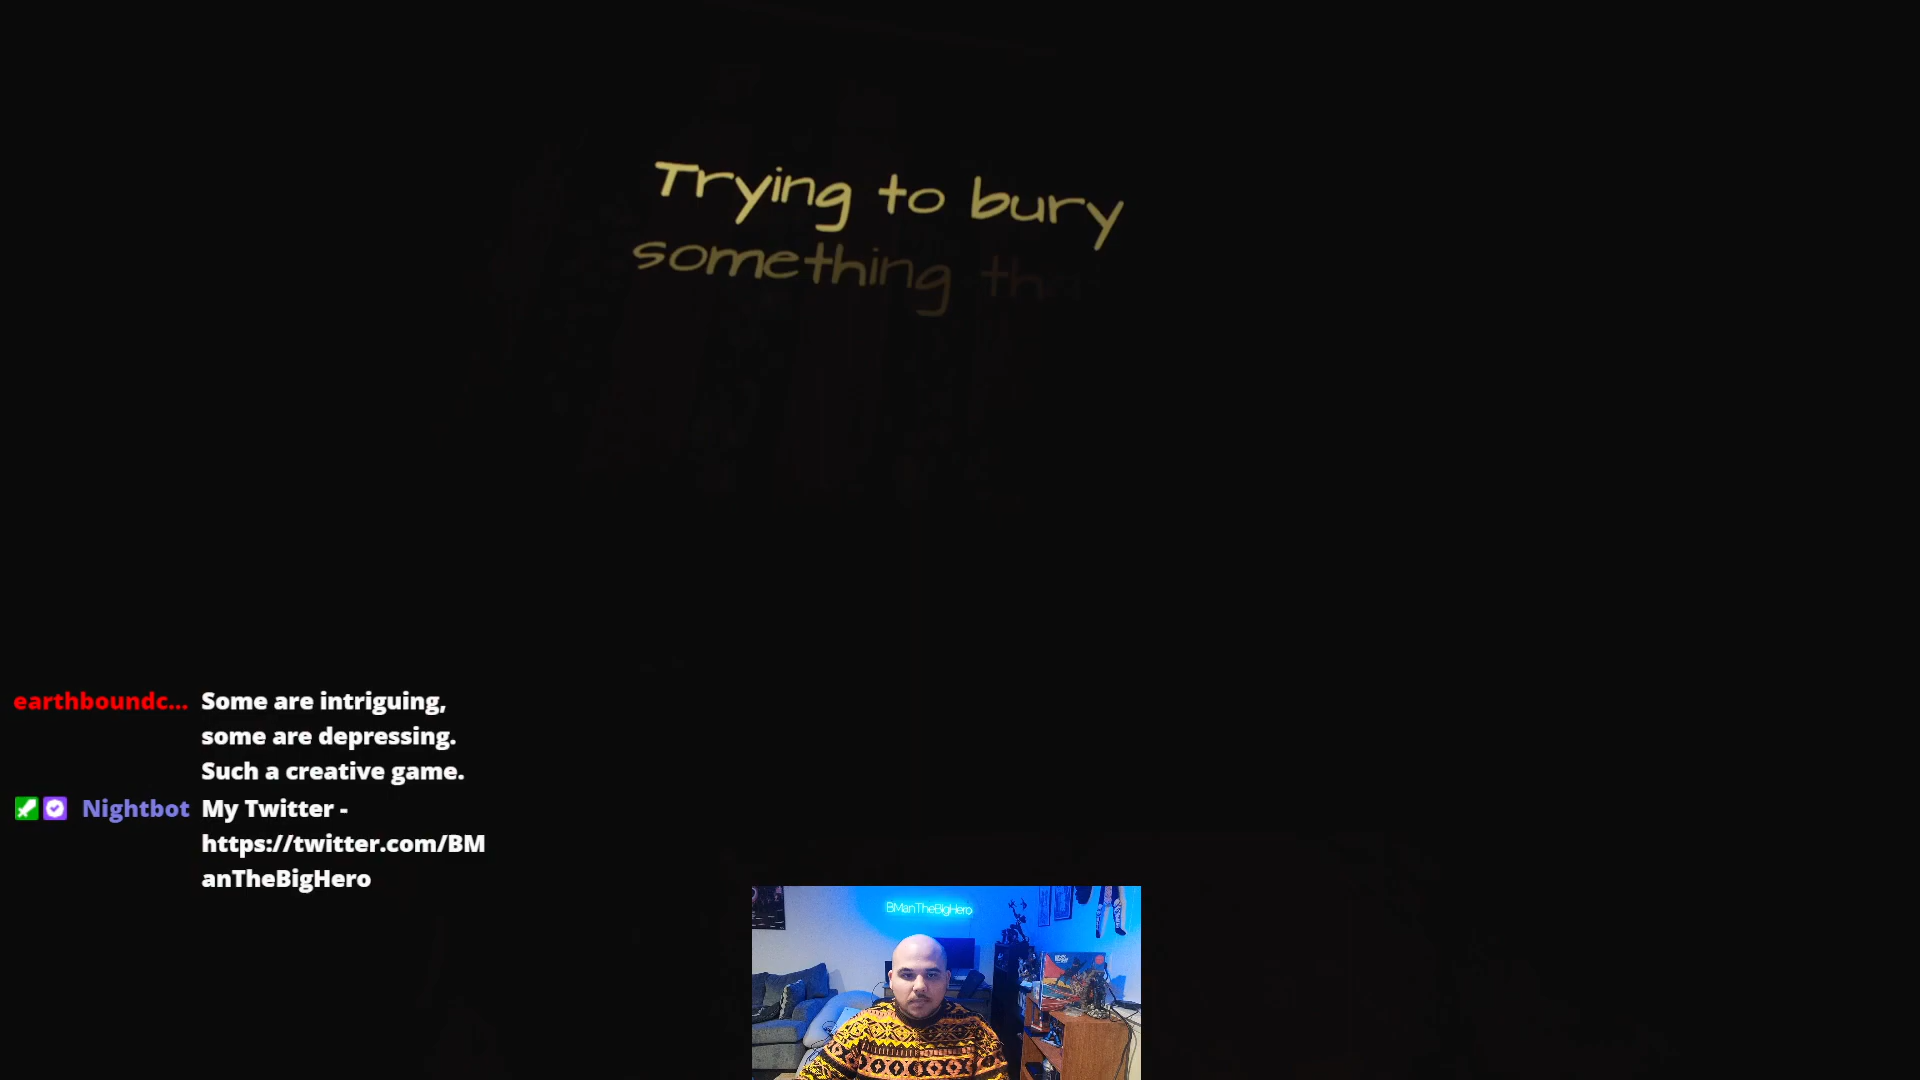 Trying to bury
something
earthboundc... Some are intriguing,
some are depressing.
Such a creative game.
Nightbot My Twitter -
https://twitter.com/BM
anTheBigHero
BManTheBigHero